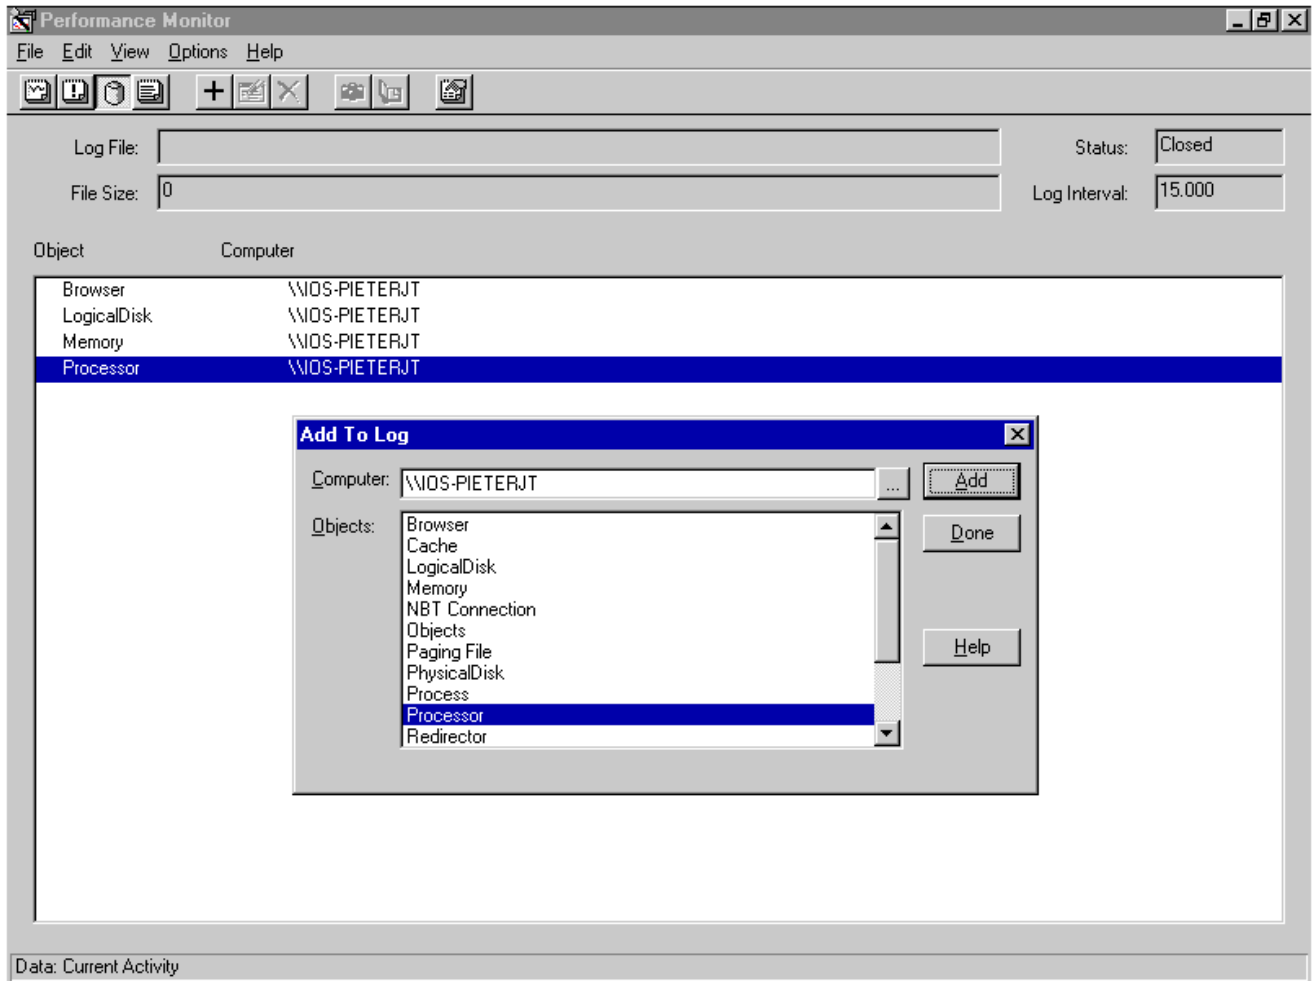 Performance Monitor
File Edit View Options Help
Log File: Status: Closed
File Size: 0 Log Interval: 15.000
Object Computer
Browser \\IOS-PIETERJT
LogicalDisk \\IOS-PIETERJT
Memory \\IOS-PIETERJT
Processor \\IOS-PIETERJT
Add To Log
Computer: \\IOS-PIETERJT ... Add
Objects:
Browser
Cache
LogicalDisk
Memory
NBT Connection
Objects
Paging File
PhysicalDisk
Process
Processor
Redirector
Done
Help
Data: Current Activity